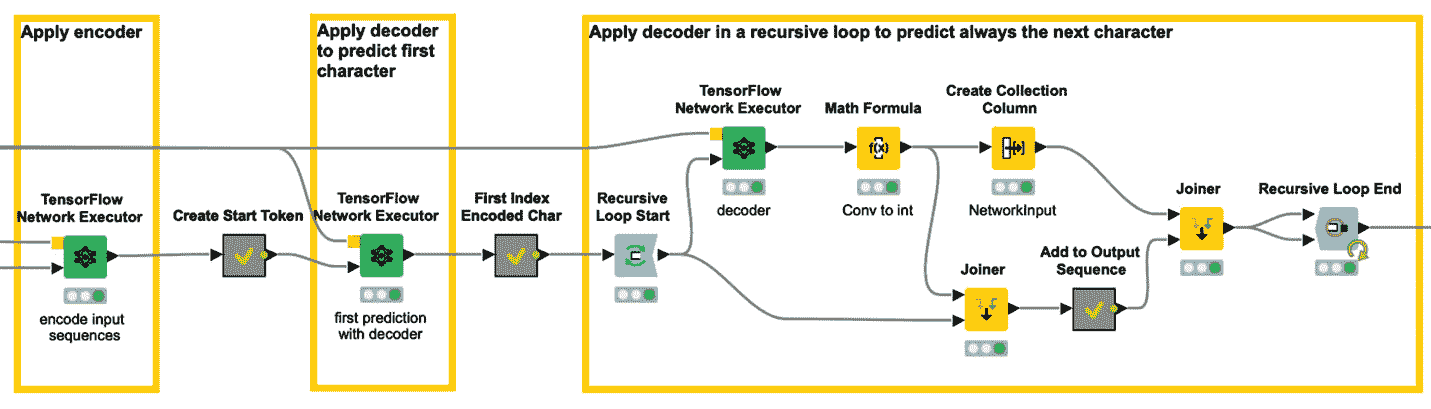 Apply encoder
Apply decoder
to predict first
character
Apply decoder in a recursive loop to predict always the next character
TensorFlow
Network Executor
Math Formula
f(x)
Create Collection
Column
decoder
Conv to int
NetworkInput
TensorFlow
Network Executor
Create Start Token
TensorFlow
Network Executor
First Index
Encoded Char
Recursive
Loop Start
Joiner
Recursive Loop End
encode input
sequences
first prediction
with decoder
Joiner
Add to Output
Sequence